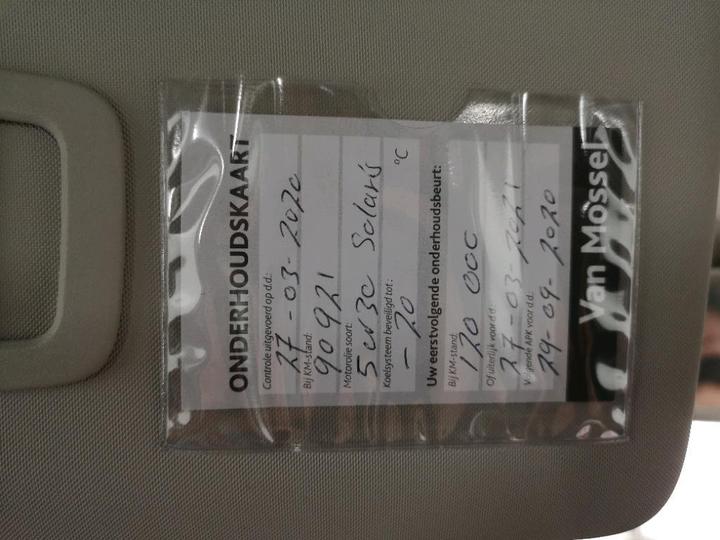 ONDERHOUDSKAART
Controle uitgevoerd op d.d.:
27-03-2020
Bij KM-stand:
90921
Motorolie soort:
5w30 Solaris
Koelsysteem beveiligd tot:
-20 °C
Uw eerstvolgende onderhoudsbeurt:
Bij KM-stand:
120 000
Of uiterlijk voor d.d.:
27-03-2021
Volgende APK voor d.d.:
29-09-2020
Van Mossel